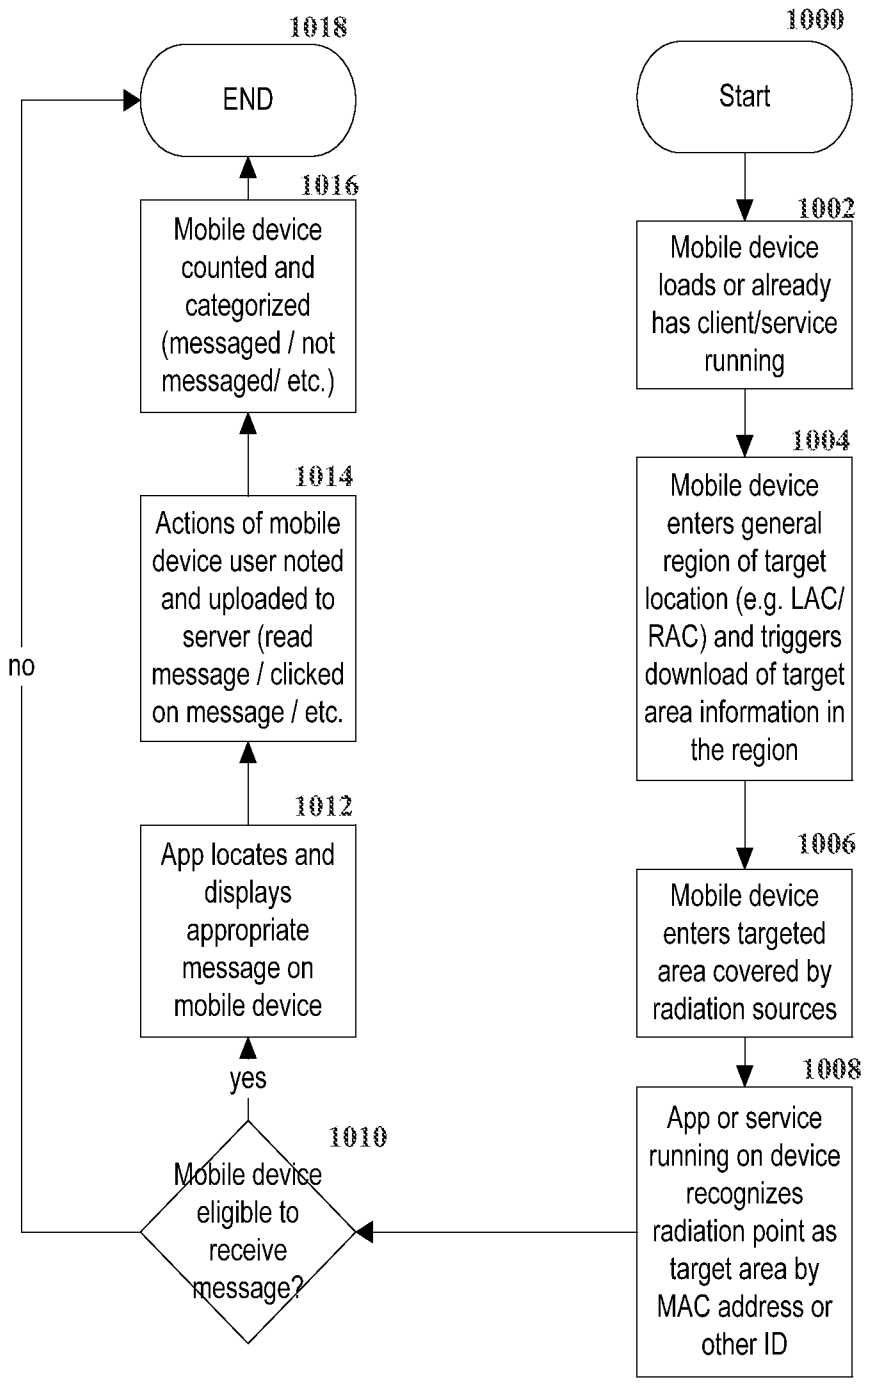 1000
Start
1002
Mobile device
loads or already
has client/service
running
1004
Mobile device
enters general
region of target
location (e.g. LAC/
RAC) and triggers
download of target
area information in
the region
1006
Mobile device
enters targeted
area covered by
radiation sources
1008
App or service
running on device
recognizes
radiation point as
target area by
MAC address or
other ID
1010
Mobile device
eligible to
receive
message?
yes
no
1012
App locates and
displays
appropriate
message on
mobile device
1014
Actions of mobile
device user noted
and uploaded to
server (read
message / clicked
on message / etc.
1016
Mobile device
counted and
categorized
(messaged / not
messaged/ etc.)
1018
END